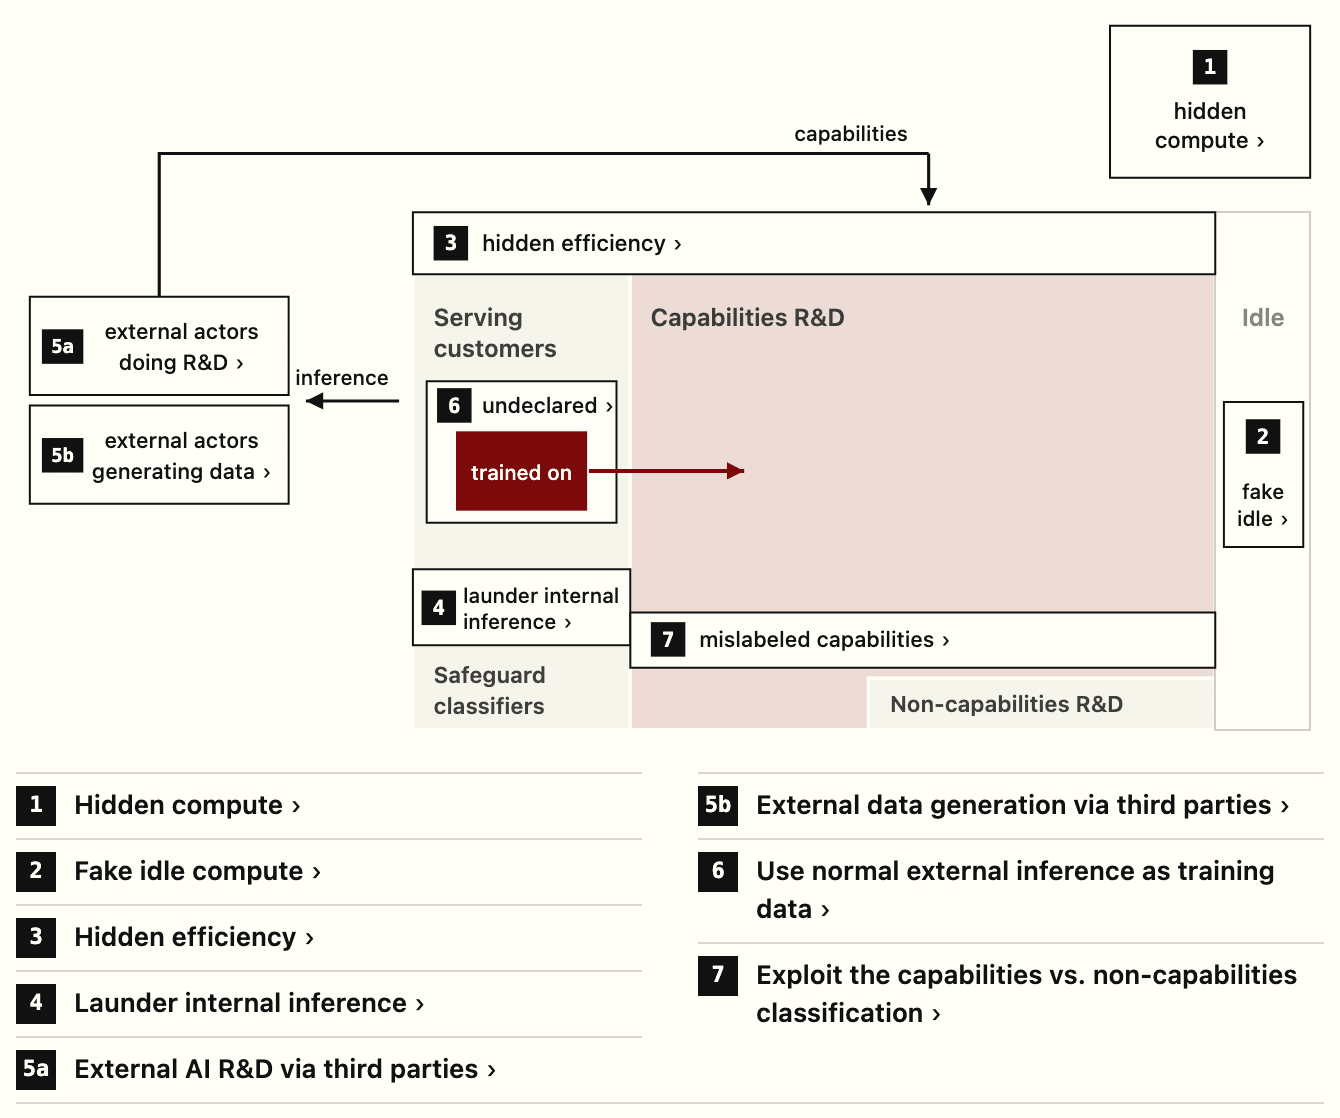 1
hidden
compute ›
capabilities
3 hidden efficiency ›
Serving
customers
Capabilities R&D
Idle
5a
external actors
doing R&D ›
inference
5b
external actors
generating data ›
6 undeclared ›
trained on
2
fake
idle ›
4
launder internal
inference ›
7 mislabeled capabilities ›
Safeguard
classifiers
Non-capabilities R&D
1 Hidden compute ›
2 Fake idle compute ›
3 Hidden efficiency ›
4 Launder internal inference ›
5a External AI R&D via third parties ›
5b External data generation via third parties ›
6 Use normal external inference as training
data ›
7 Exploit the capabilities vs. non-capabilities
classification ›